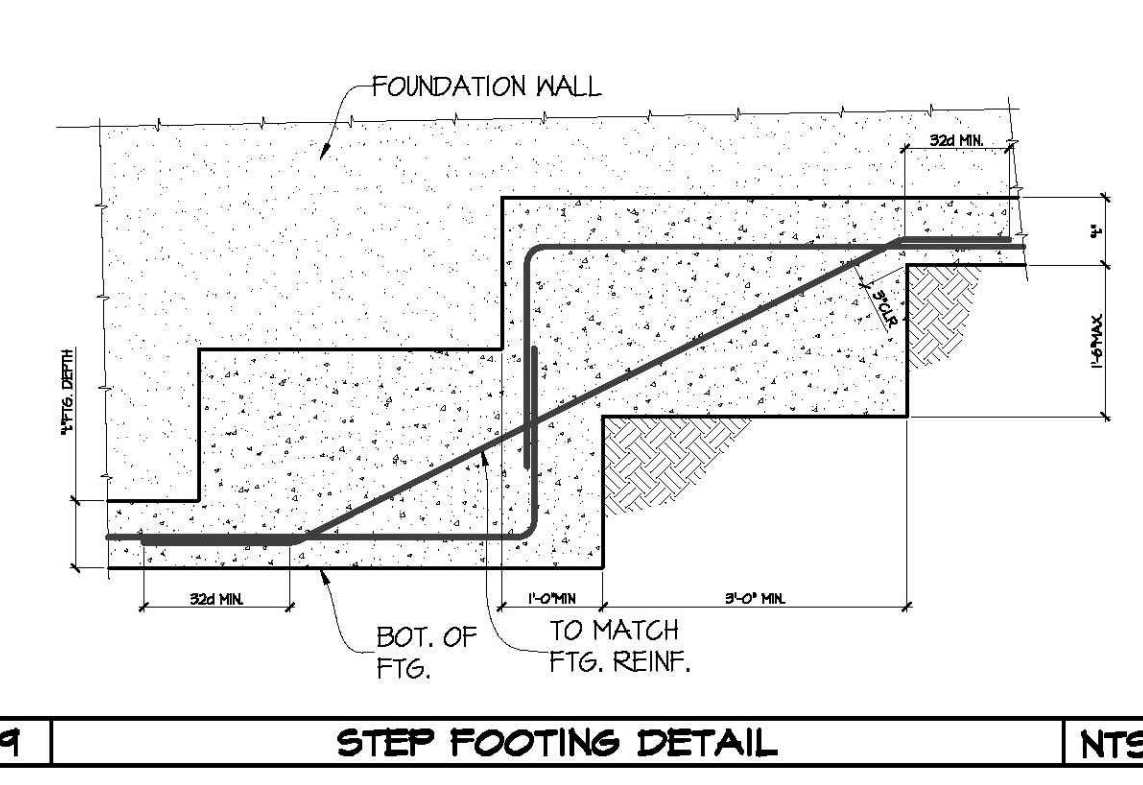 FOUNDATION WALL
32d MIN.
"t"
3"CLR
1'-6"MAX.
"t"FTG. DEPTH
32d MIN.
1'-0"MIN
3'-0" MIN.
BOT. OF
FTG.
TO MATCH
FTG. REINF.
9
STEP FOOTING DETAIL
NTS